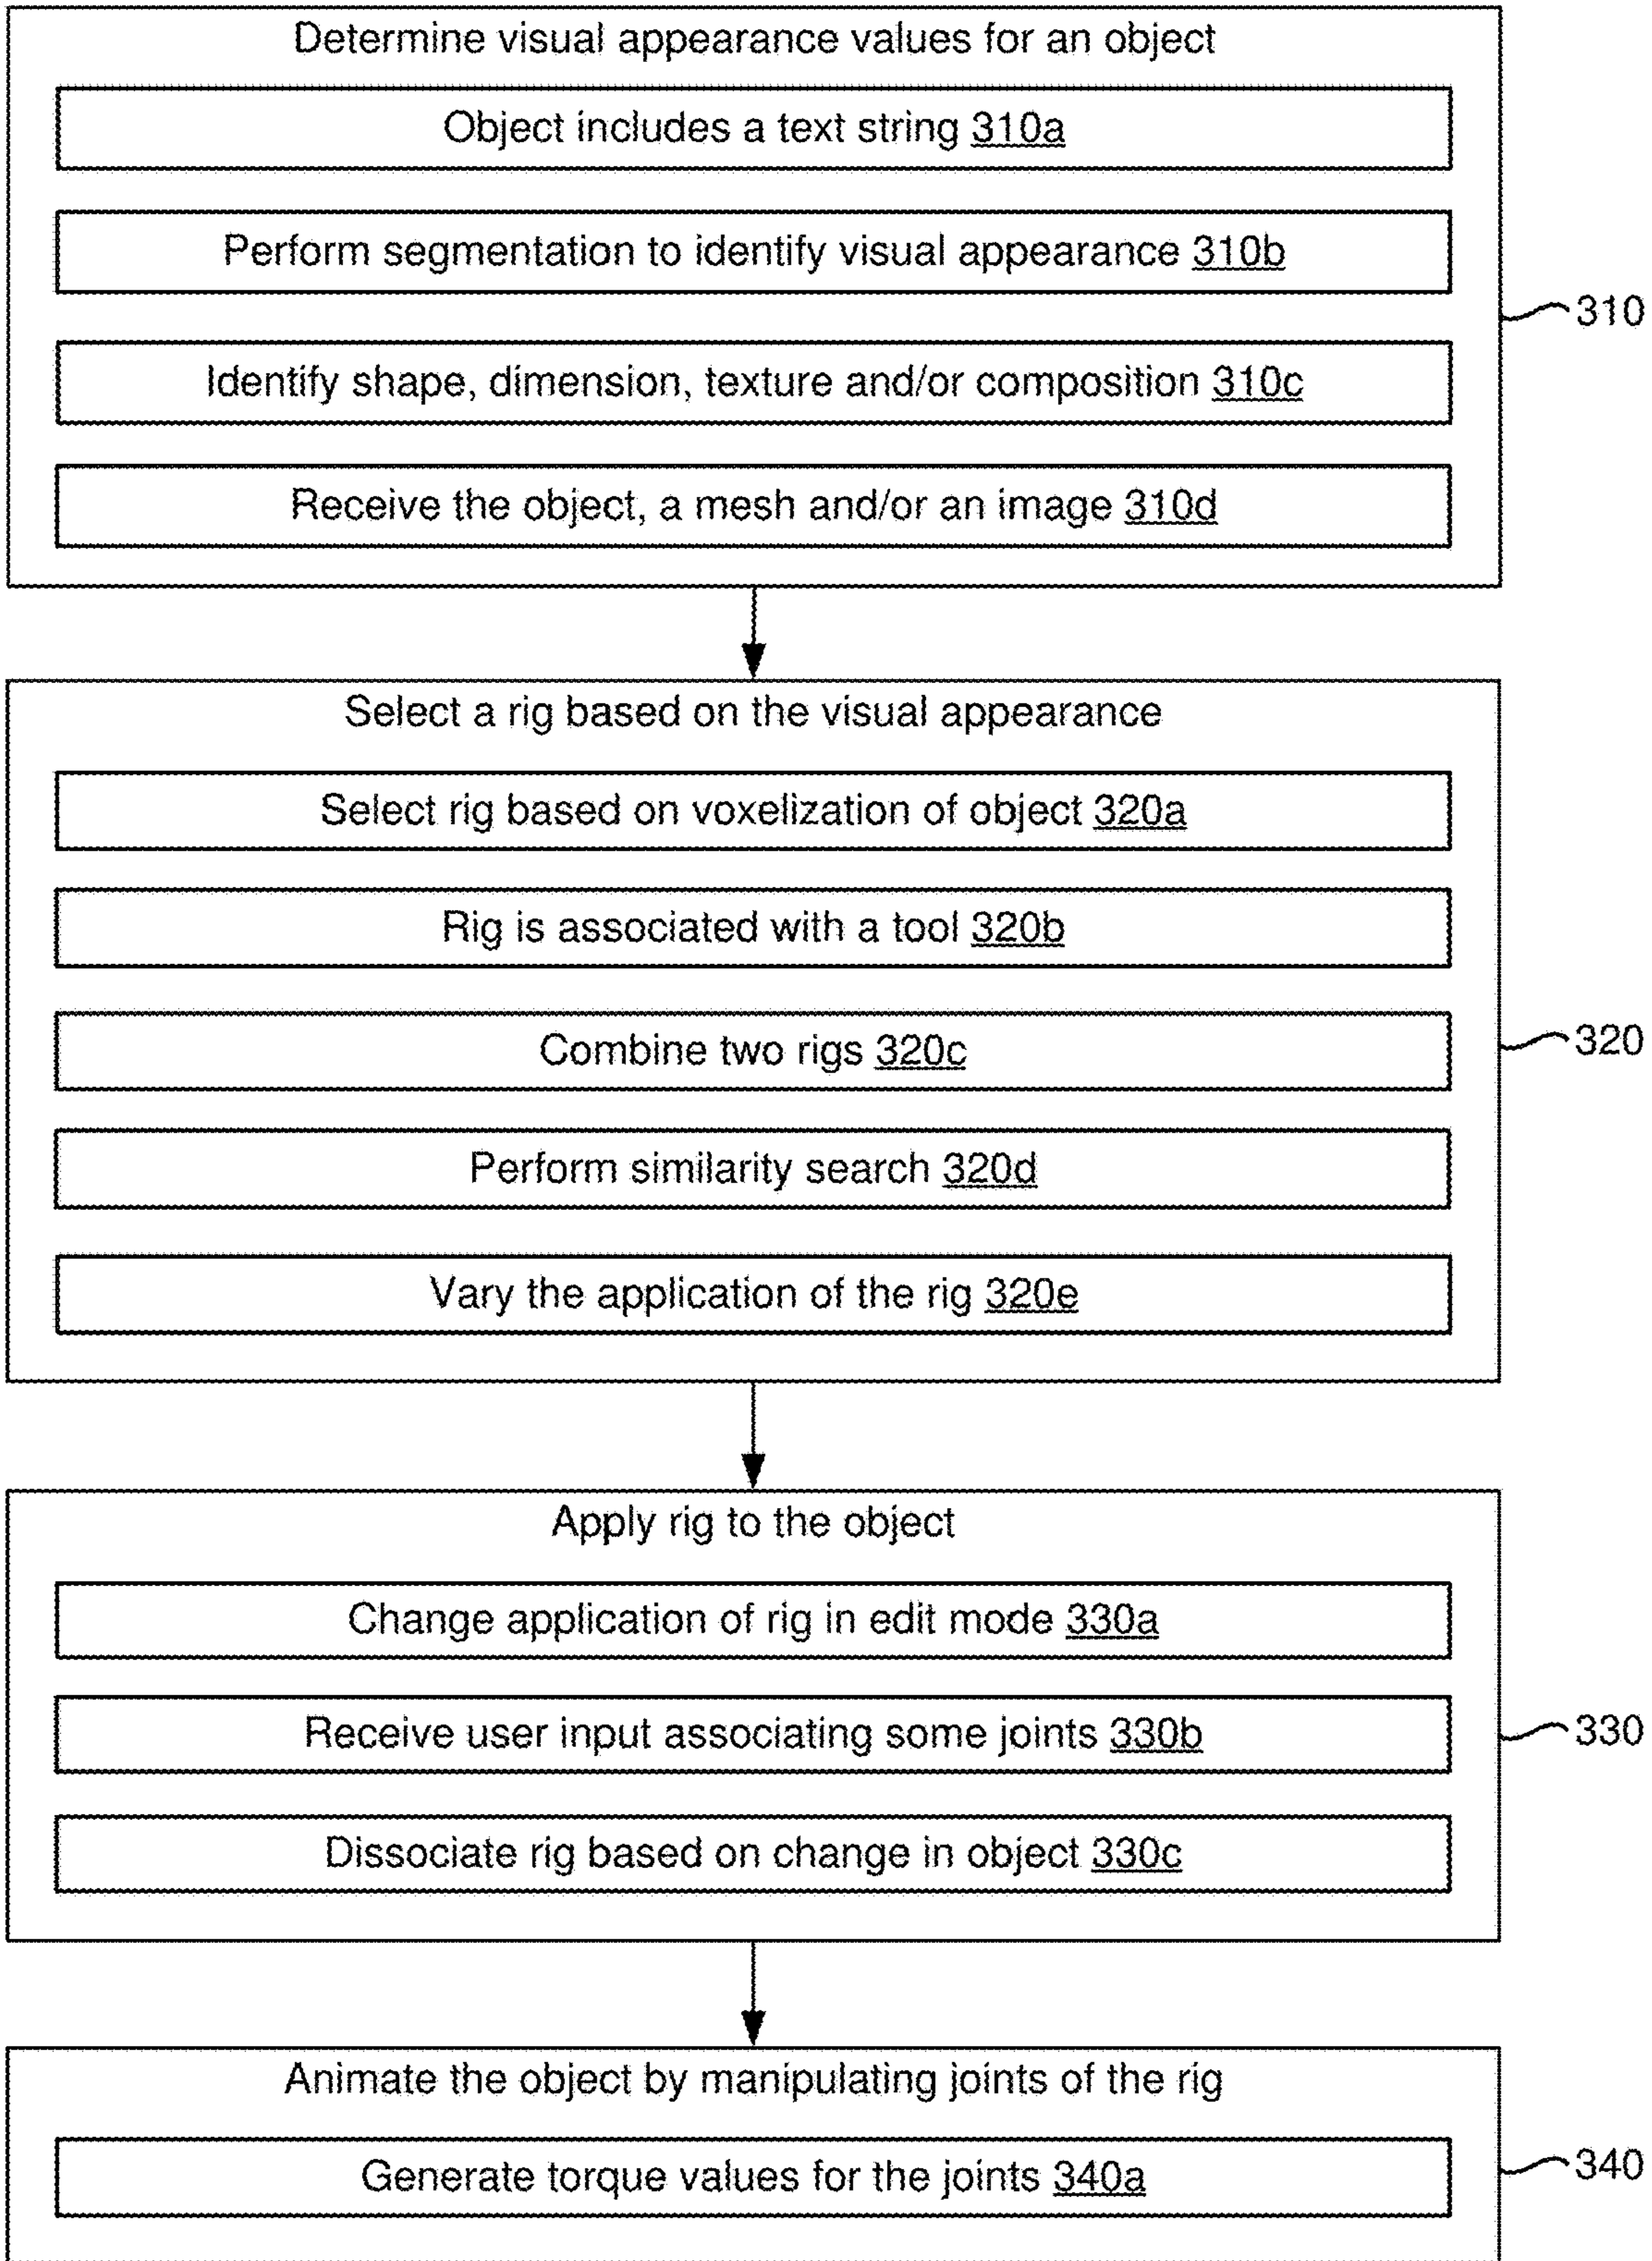 Determine visual appearance values for an object
Object includes a text string 310a
Perform segmentation to identify visual appearance 310b
310
Identify shape, dimension, texture and/or composition 310c
Receive the object, a mesh and/or an image 310d
Select a rig based on the visual appearance
Select rig based on voxelization of object 320a
Rig is associated with a tool 320b
320
Combine two rigs 320c
Perform similarity search 320d
Vary the application of the rig 320e
Apply rig to the object
Change application of rig in edit mode 330a
Receive user input associating some joints 330b
330
Dissociate rig based on change in object 330c
Animate the object by manipulating joints of the rig
Generate torque values for the joints 340a
340